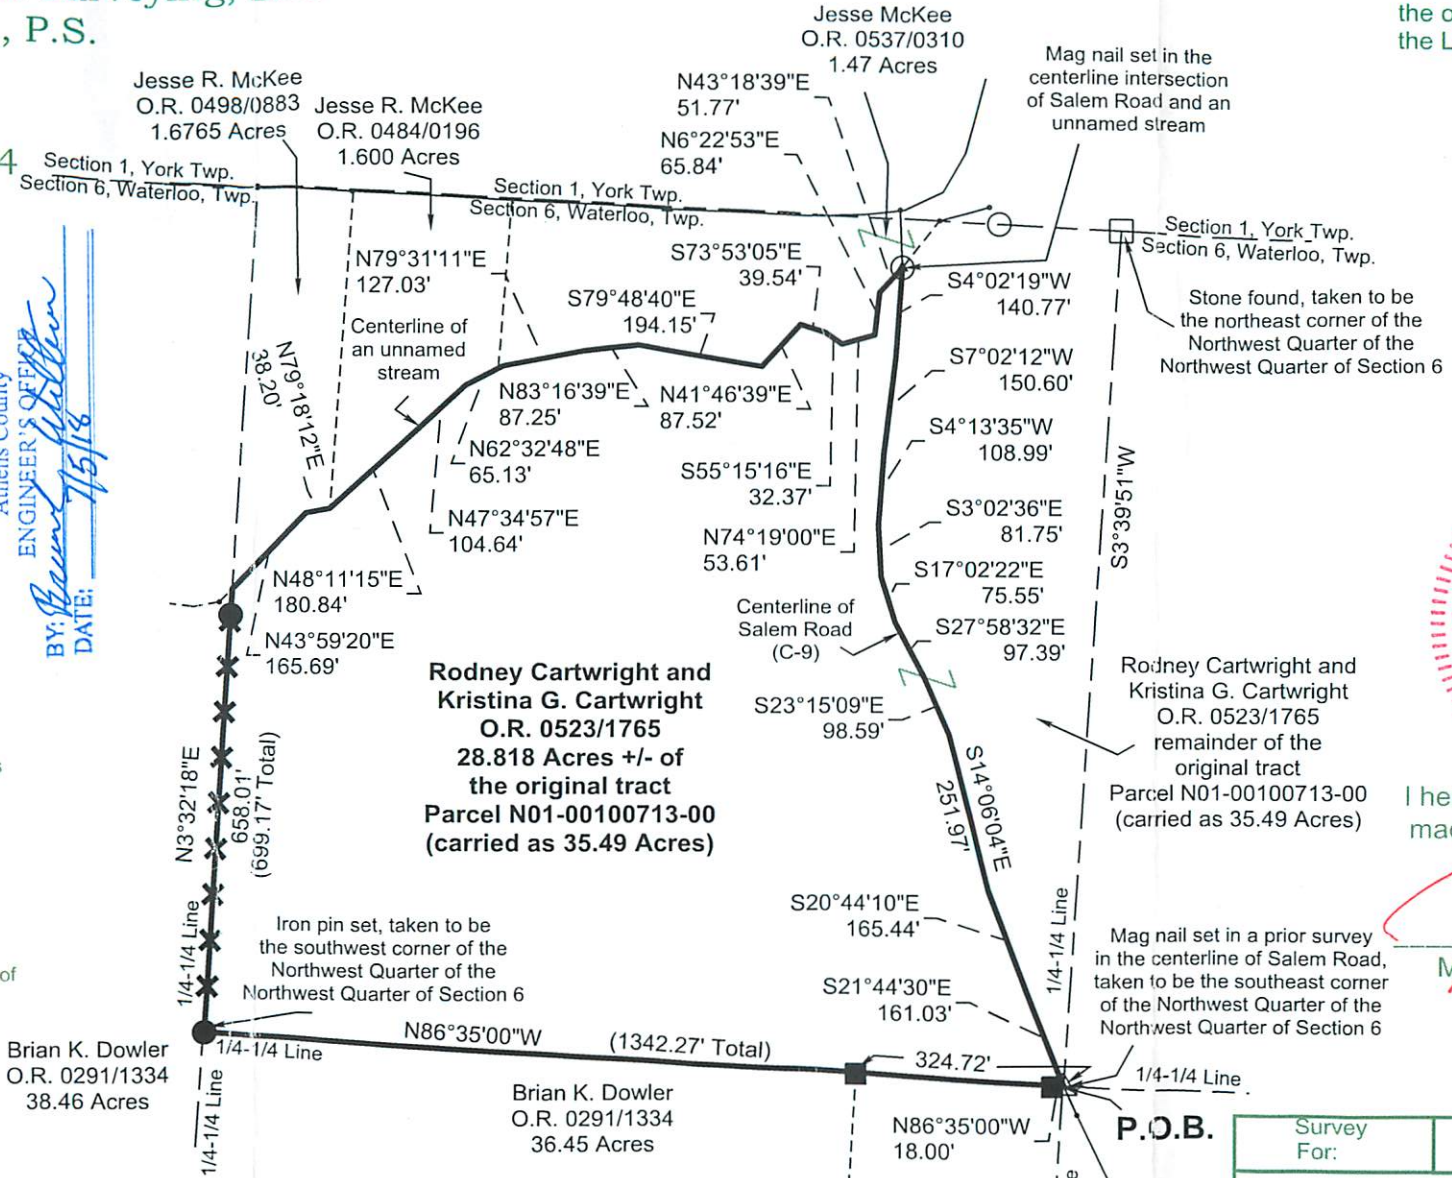 , P.S.
the
the L
4
Jesse R. McKee
O.R. 0498/0883
1.6765 Acres
Jesse R. McKee
O.R. 0484/0196
1.600 Acres
Jesse McKee
O.R. 0537/0310
1.47 Acres
N43°18'39"E
51.77'
N6°22'53"E
65.84'
Mag nail set in the
centerline intersection
of Salem Road and an
unnamed stream
Section 1, York Twp.
Section 6, Waterloo, Twp.
Section 1, York Twp.
Section 6, Waterloo, Twp.
Section 1, York Twp.
Section 6, Waterloo, Twp.
Stone found, taken to be
the northeast corner of the
Northwest Quarter of the
Northwest Quarter of Section 6
N79°31'11"E
127.03'
S79°48'40"E
194.15'
S73°53'05"E
39.54'
S4°02'19"W
140.77'
Centerline of
an unnamed
stream
N79°18'12"E
38.20'
N83°16'39"E
87.25'
N41°46'39"E
87.52'
S7°02'12"W
150.60'
N62°32'48"E
65.13'
S55°15'16"E
32.37'
S4°13'35"W
108.99'
N47°34'57"E
104.64'
N74°19'00"E
53.61'
S3°02'36"E
81.75'
S3°39'51"W
N48°11'15"E
180.84'
S17°02'22"E
75.55'
N43°59'20"E
165.69'
Centerline of
Salem Road
(C-9)
S27°58'32"E
97.39'
Athens County
ENGINEER'S OFFICE
BY:
DATE: 7/5/18
Rodney Cartwright and
Kristina G. Cartwright
O.R. 0523/1765
28.818 Acres +/- of
the original tract
Parcel N01-00100713-00
(carried as 35.49 Acres)
S23°15'09"E
98.59'
Rodney Cartwright and
Kristina G. Cartwright
O.R. 0523/1765
remainder of the
original tract
Parcel N01-00100713-00
(carried as 35.49 Acres)
N3°32'18"E
658.01'
(699.17' Total)
S14°06'04"E
251.97'
I he
1/4-1/4 Line
Iron pin set, taken to be
the southwest corner of the
Northwest Quarter of the
Northwest Quarter of Section 6
S20°44'10"E
165.44'
1/4-1/4 Line
Mag nail set in a prior survey
in the centerline of Salem Road,
taken to be the southeast corner
of the Northwest Quarter of the
Northwest Quarter of Section 6
of
M
S21°44'30"E
161.03'
Brian K. Dowler
O.R. 0291/1334
38.46 Acres
1/4-1/4 Line
N86°35'00"W
(1342.27' Total)
324.72'
1/4-1/4 Line
1/4-1/4 Line
Brian K. Dowler
O.R. 0291/1334
36.45 Acres
N86°35'00"W
18.00'
P.O.B.
Survey
For: